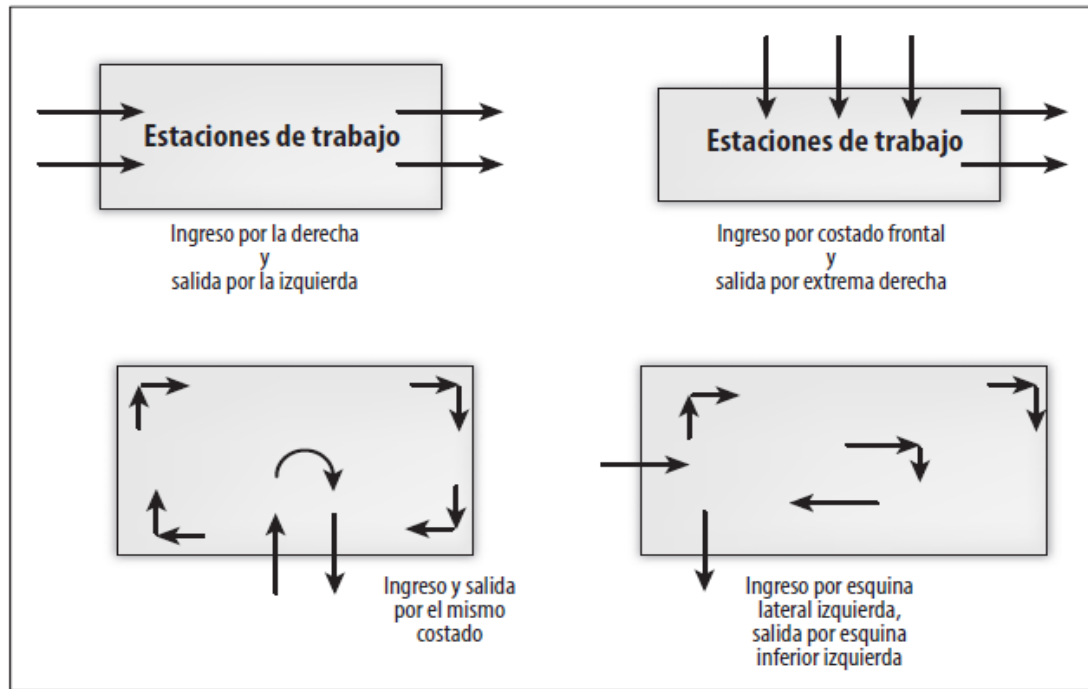 Estaciones de trabajo
Ingreso por la derecha
y
salida por la izquierda
Estaciones de trabajo
Ingreso por costado frontal
y
salida por extrema derecha
Ingreso y salida
por el mismo
costado
Ingreso por esquina
lateral izquierda,
salida por esquina
inferior izquierda